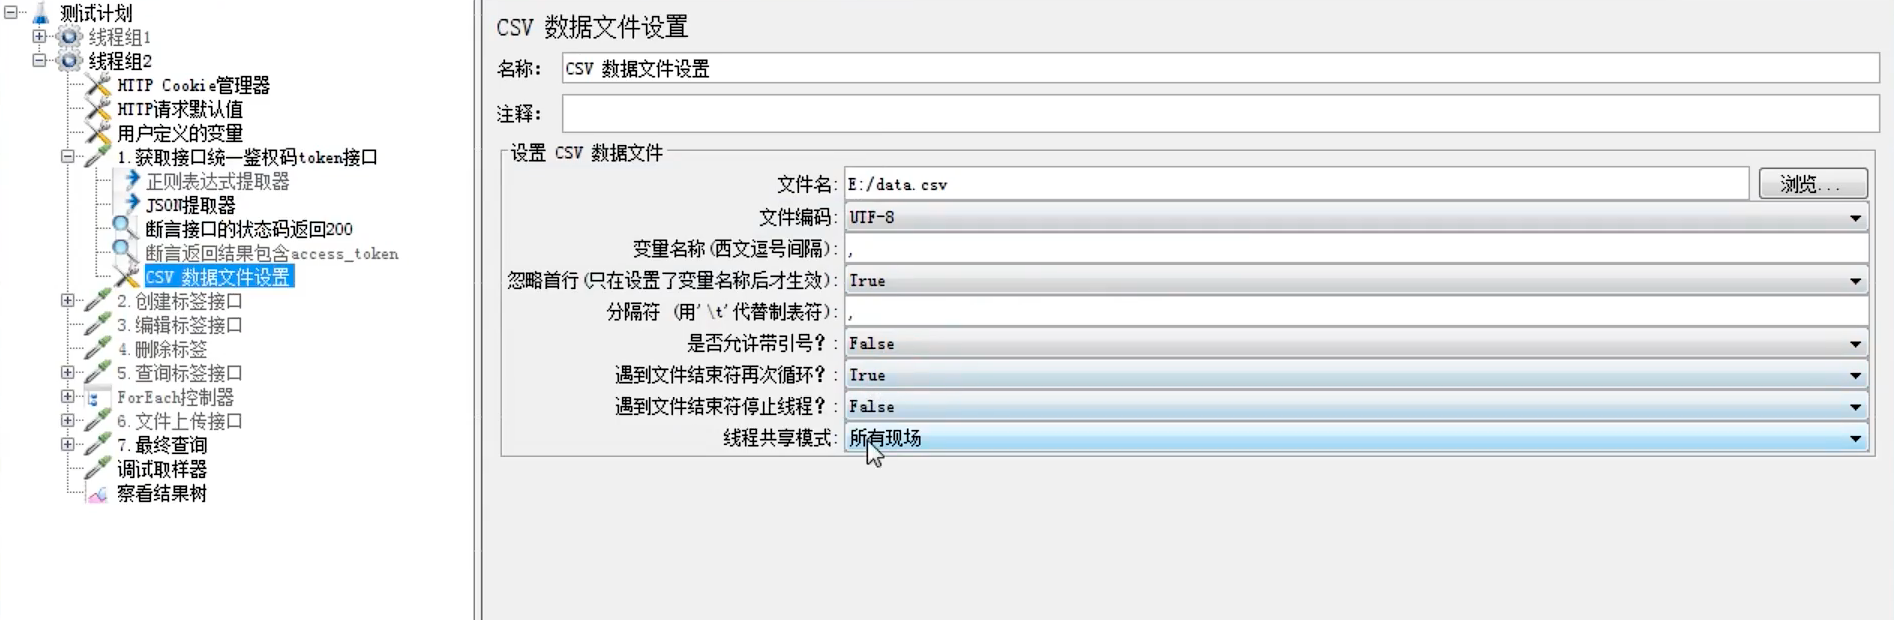 测试计划
线程组1
线程组2
HTTP Cookie管理器
HTTP请求默认值
用户定义的变量
1.获取接口统一鉴权码token接口
正则表达式提取器
JSON提取器
断言接口的状态码返回200
断言返回结果包含access_token
CSV 数据文件设置
2.创建标签接口
3.编辑标签接口
4.删除标签
5.查询标签接口
ForEach控制器
6.文件上传接口
7.最终查询
调试取样器
察看结果树
CSV 数据文件设置
名称: CSV 数据文件设置
注释:
设置 CSV 数据文件
文件名: E:/data.csv 浏览...
文件编码: UTF-8
变量名称(西文逗号间隔): ,
忽略首行(只在设置了变量名称后才生效): True
分隔符 (用'\t'代替制表符): ,
是否允许带引号？: False
遇到文件结束符再次循环？: True
遇到文件结束符停止线程？: False
线程共享模式: 所有现场